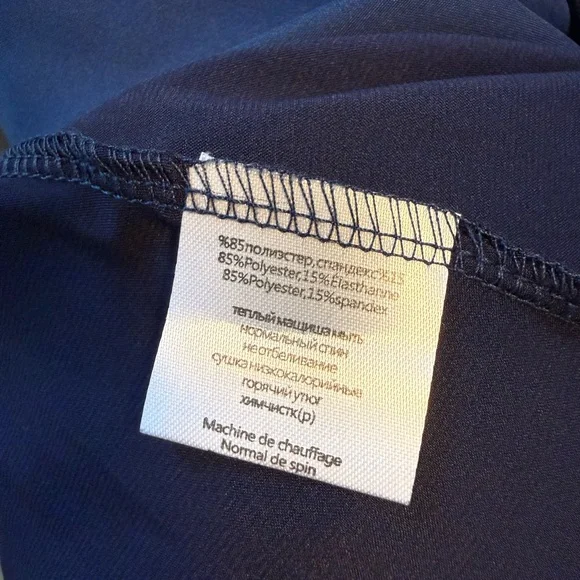 %85полиэстер,спандекс%15
85%Polyester,15%Elasthanne
85%Polyester,15%spandex
теплый мащиша мыть
нормальный спин
не отбеливание
сушка низкокалорийные
горячий утюг
химчистк(р)
Machine de chauffage
Normal de spin